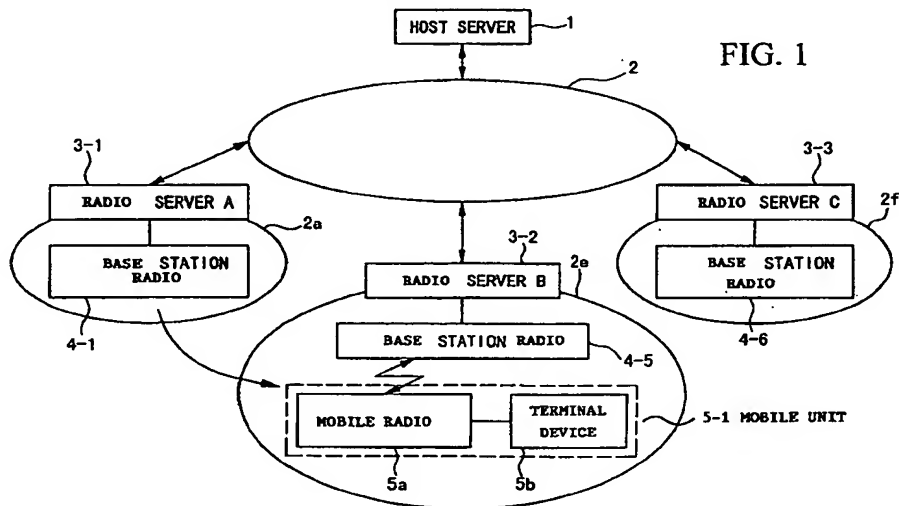 HOST SERVER
1
FIG. 1
2
3-1
RADIO SERVER A
2a
BASE STATION
RADIO
4-1
3-3
RADIO SERVER C
2f
BASE STATION
RADIO
4-6
3-2
RADIO SERVER B
2e
BASE STATION RADIO
4-5
MOBILE RADIO
TERMINAL
DEVICE
5-1 MOBILE UNIT
5a
5b